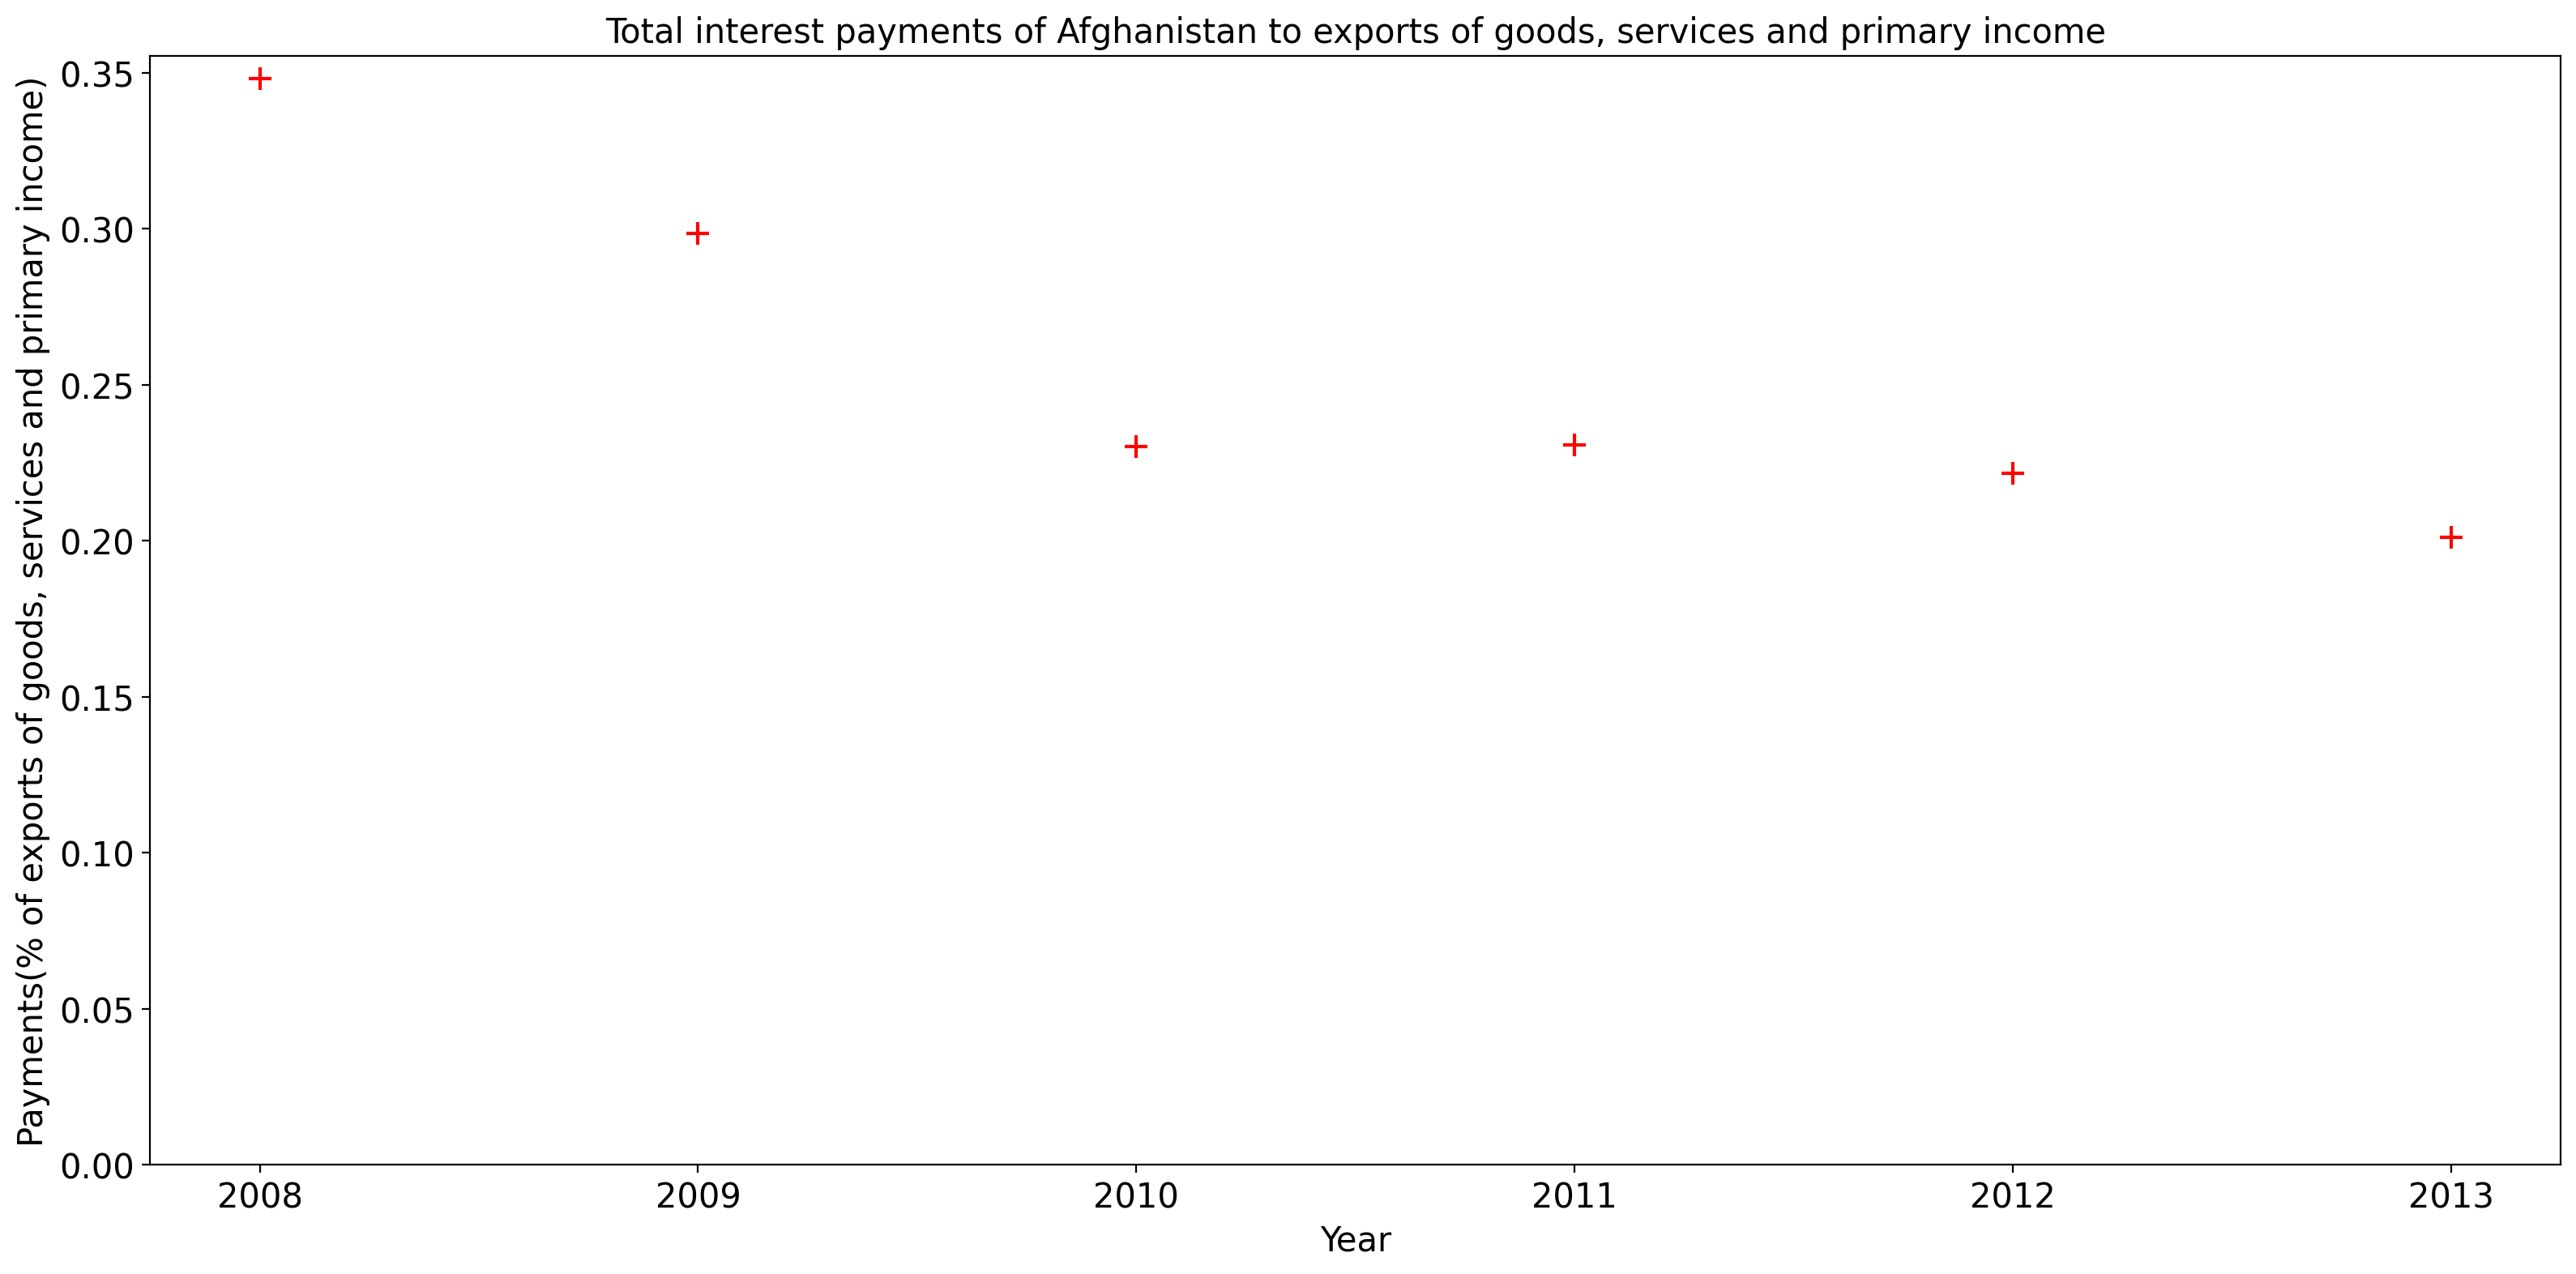 Total interest payments of Afghanistan to exports of goods, services and primary income
Payments(% of exports of goods, services and primary income)
0.35
0.30
0.25
0.20
0.15
0.10
0.05
0.00
2008 2009 2010 2011 2012 2013
Year